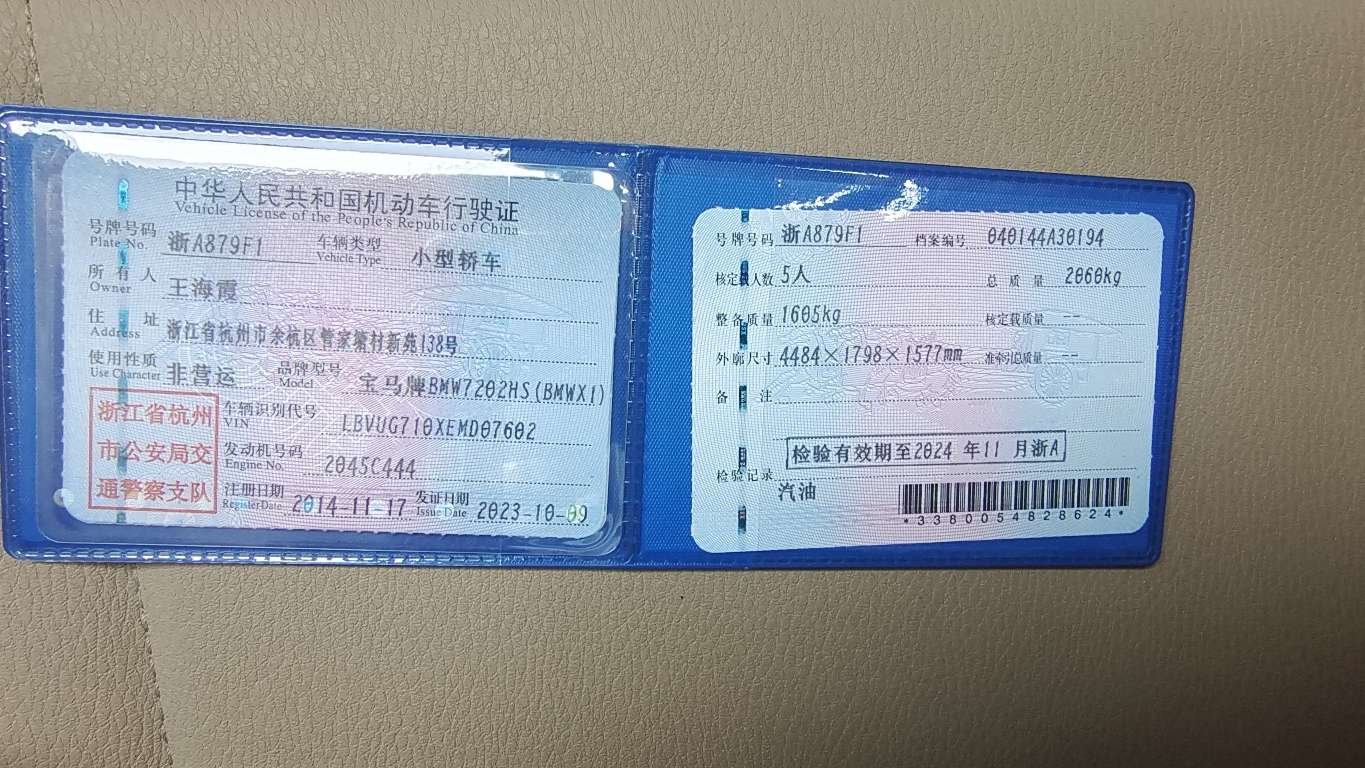 中华人民共和国机动车行驶证
Vehicle License of the People's Republic of China
号牌号码 浙A879F1 车辆类型 小型轿车
Plate No. Vehicle Type
所有人 王海霞
Owner
住址 浙江省杭州市余杭区管家塘村新苑138号
Address
使用性质 非营运 品牌型号 宝马牌BMW7202HS(BMWX1)
Use Character Model
浙江省杭州
市公安局交
通警察支队
车辆识别代号 LBVUG710XEMD07602
VIN
发动机号码 2045C444
Engine No.
注册日期 2014-11-17 发证日期 2023-10-09
Register Date Issue Date
号牌号码 浙A879F1 档案编号 040144A30194
核定载人数 5人 总质量 2060kg
整备质量 1605kg 核定载质量 --
外廓尺寸 4484×1798×1577mm 准牵引总质量 --
备注
检验有效期至2024 年11 月浙A
检验记录
汽油
*3380054828624*